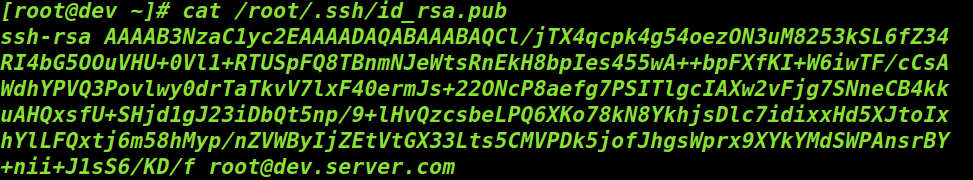 [root@dev ~]# cat /root/.ssh/id_rsa.pub
ssh-rsa AAAAB3NzaC1yc2EAAAADAQABAAABAQCl/jTX4qcpk4g54oezON3uM8253kSL6fZ34
RI4bG5OOuVHU+0Vl1+RTUSpFQ8TBnmNJeWtsRnEkH8bpIes455wA++bpFXfKI+W6iwTF/cCsA
WdhYPVQ3Povlwy0drTaTkvV7lxF40ermJs+22ONcP8aefg7PSITlgcIAXw2vFjg7SNneCB4kk
uAHQxsfU+SHjd1gJ23iDbQt5np/9+lHvQzcsbeLPQ6XKo78kN8YkhjsDlc7idixxHd5XJtoIx
hYlLFQxtj6m58hMyp/nZVWByIjZEtVtGX33Lts5CMVPDk5jofJhgsWprx9XYkYMdSWPAnsrBY
+nii+J1sS6/KD/f root@dev.server.com